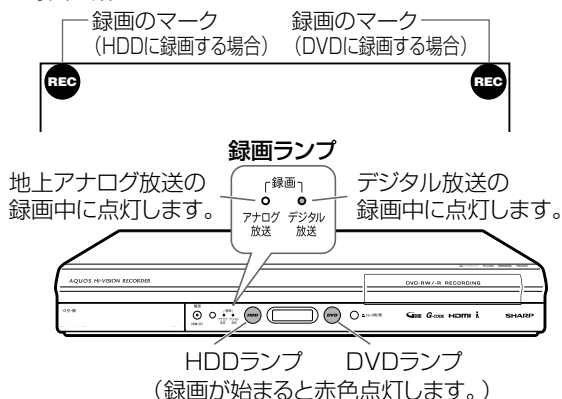 録画のマーク
(HDDに録画する場合)
録画のマーク
(DVDに録画する場合)
REC
REC
録画ランプ
地上アナログ放送の
録画中に点灯します。
録画
アナログ デジタル
放送 放送
デジタル放送の
録画中に点灯します。
AQUOS HI-VISION RECORDER
DVD-RW/-R RECORDING
HDD
DVD
G-CODE HDMI i SHARP
HDDランプ DVDランプ
(録画が始まると赤色点灯します。)